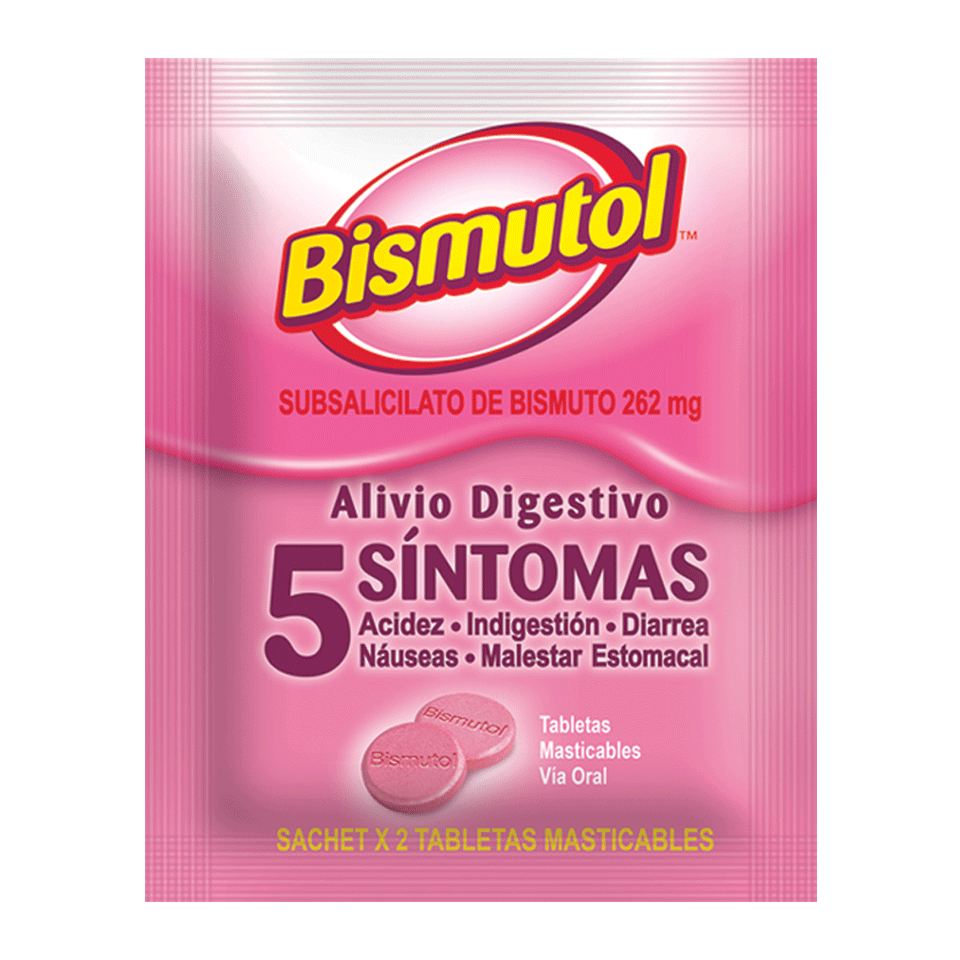 Bismutol™
SUBSALICILATO DE BISMUTO 262 mg
Alivio Digestivo
5 SÍNTOMAS
Acidez • Indigestión • Diarrea
Náuseas • Malestar Estomacal
Bismutol
Bismutol
Tabletas
Masticables
Vía Oral
SACHET X 2 TABLETAS MASTICABLES